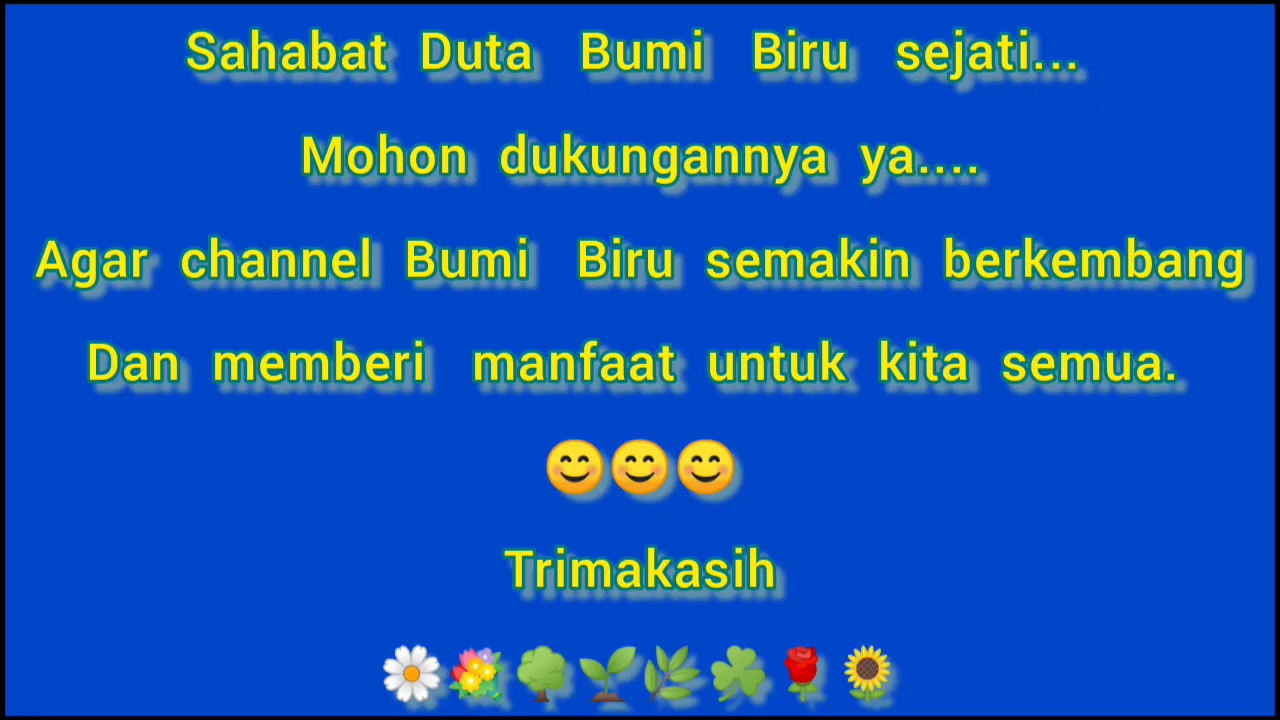 Sahabat Duta Bumi Biru sejati...
Mohon dukungannya ya....
Agar channel Bumi Biru semakin berkembang
Dan memberi manfaat untuk kita semua.
😊😊😊
Trimakasih
🌼💐🌳🌱🌿☘🌹🌻